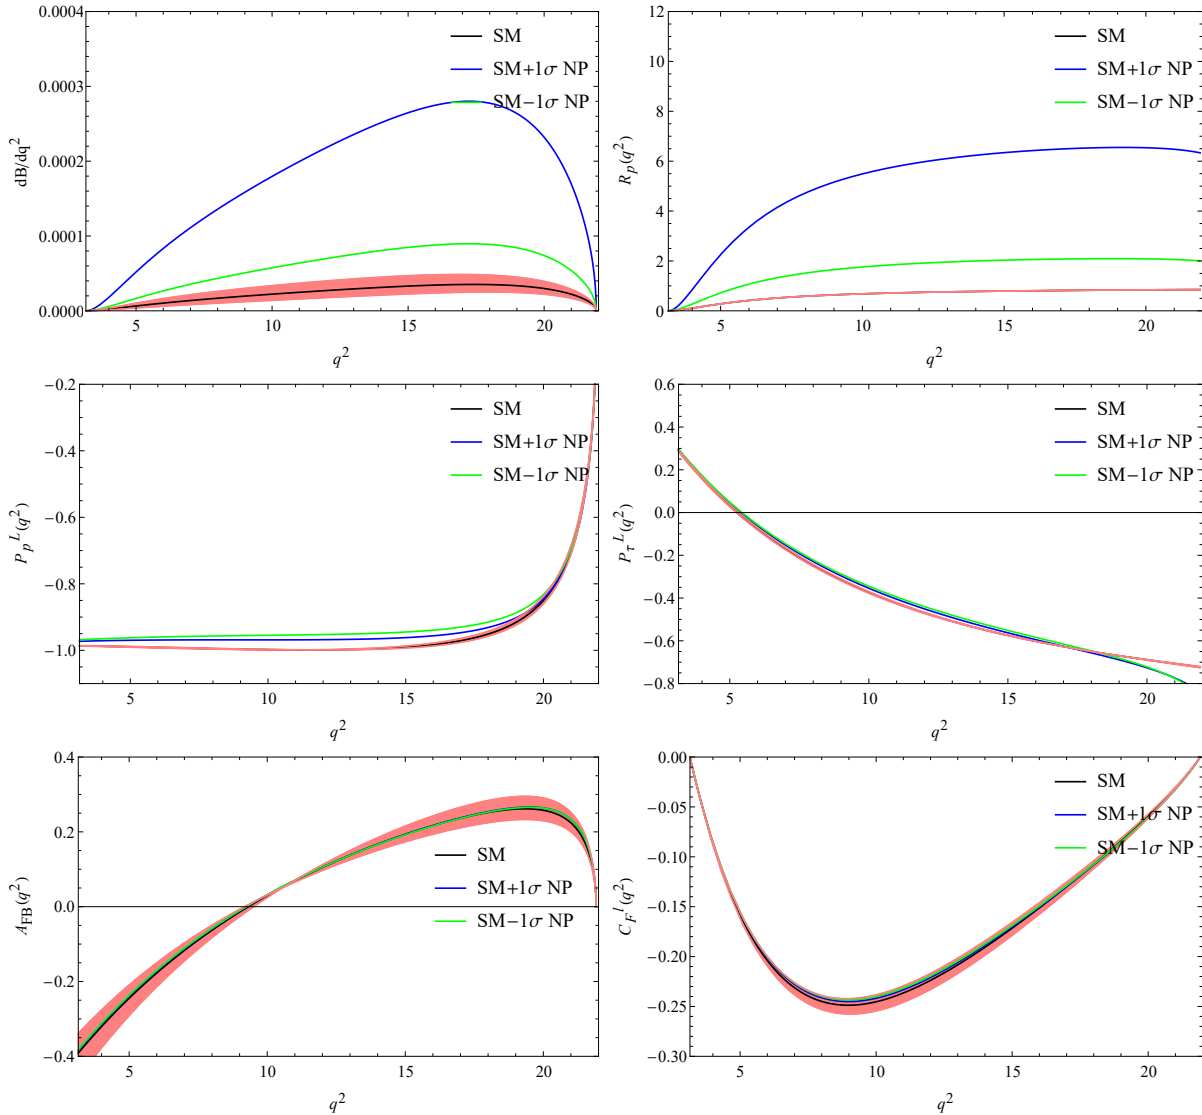 0.0004
0.0003
0.0002
0.0001
0.0000
dB/dq²
SM
SM+1σ NP
SM−1σ NP
5 10 15 20
q²
12
10
8
6
4
2
0
R_p(q²)
SM
SM+1σ NP
SM−1σ NP
5 10 15 20
q²
−0.2
−0.4
−0.6
−0.8
−1.0
P_p^L(q²)
SM
SM+1σ NP
SM−1σ NP
5 10 15 20
q²
0.6
0.4
0.2
0.0
−0.2
−0.4
−0.6
−0.8
P_τ^L(q²)
SM
SM+1σ NP
SM−1σ NP
5 10 15 20
q²
0.4
0.2
0.0
−0.2
−0.4
A_FB(q²)
SM
SM+1σ NP
SM−1σ NP
5 10 15 20
q²
0.00
−0.05
−0.10
−0.15
−0.20
−0.25
−0.30
C_F^l(q²)
SM
SM+1σ NP
SM−1σ NP
5 10 15 20
q²